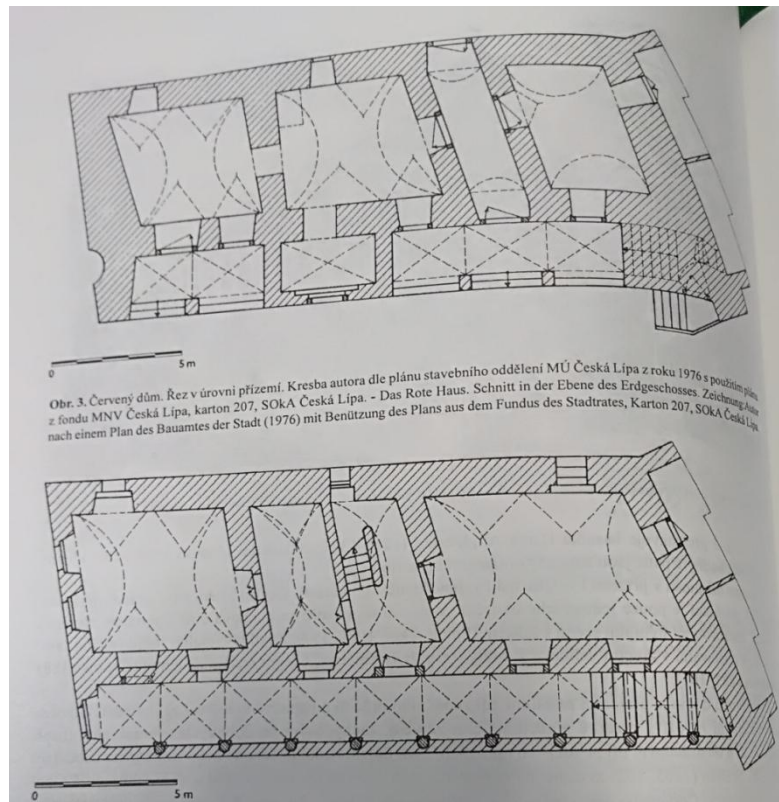 0
5 m
Obr. 3. Červený dům. Řez v úrovni přízemí. Kresba autora dle plánu stavebního oddělení MÚ Česká Lípa z roku 1976 s použitím plánu
z fondu MNV Česká Lípa, karton 207, SOkA Česká Lípa. - Das Rote Haus. Schnitt in der Ebene des Erdgeschosses. Zeichnung: Autor
nach einem Plan des Bauamtes der Stadt (1976) mit Benützung des Plans aus dem Fundus des Stadtrates, Karton 207, SOkA Česká Lípa.
0
5 m